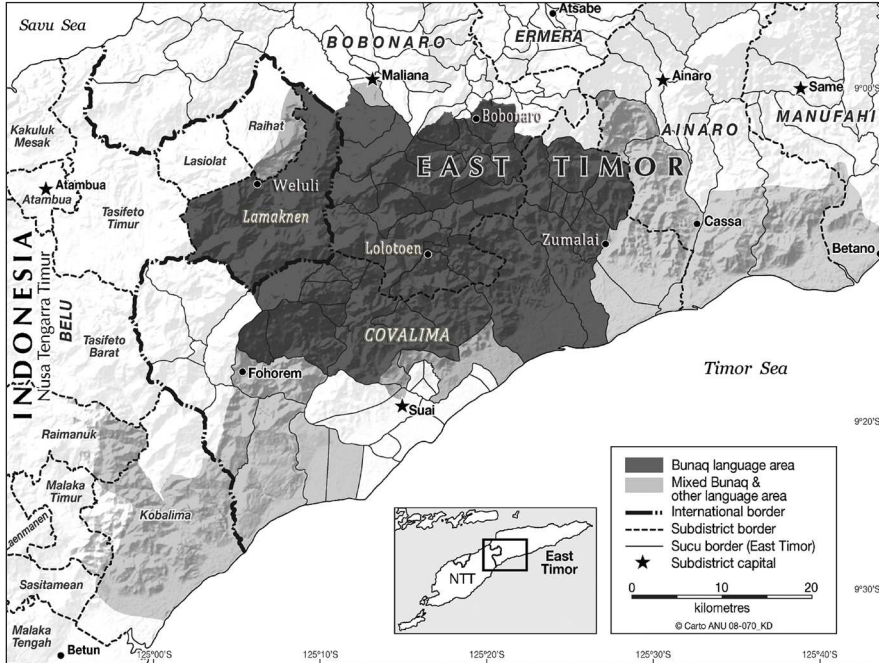 Savu Sea
Atsabe
BOBONARO
ERMERA
Maliana
Ainaro
Same
9°00'S
Kakuluk
Mesak
Raihat
Bobonaro
AINARO
MANUFAHI
Lasiolat
EAST TIMOR
Atambua
Atambua
Weluli
Tasifeto
Timur
Lamaknen
Cassa
Lolotoen
Zumalai
Betano
INDONESIA
Nusa Tengarra Timur
BELU
Tasifeto
Barat
COVALIMA
Fohorem
Timor Sea
Suai
9°20'S
Raimanuk
Malaka
Timur
Kobalima
aenmanen
Sasitamean
Malaka
Tengah
Betun
Bunaq language area
Mixed Bunaq &
other language area
International border
Subdistrict border
Sucu border (East Timor)
Subdistrict capital
0 10 20
kilometres
© Carto ANU 08-070_KD
East
Timor
NTT
9°30'S
125°00'E
125°10'E
125°20'E
125°30'E
125°40'E